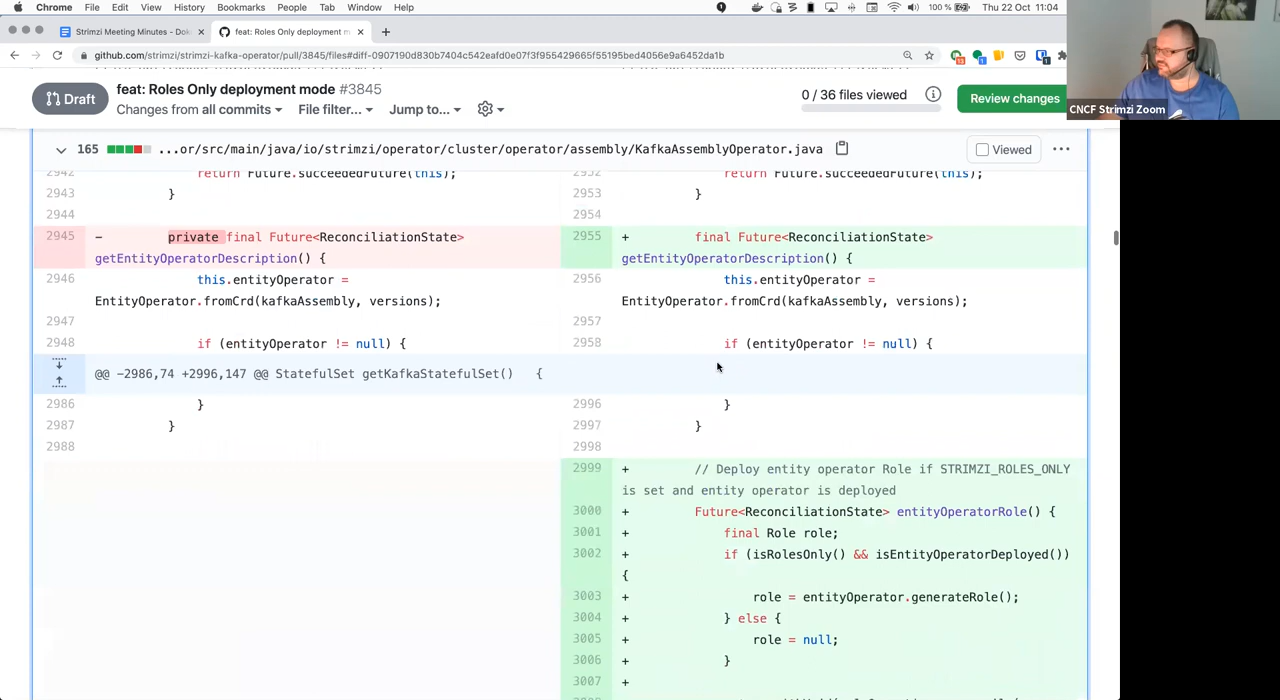 Chrome File Edit View History Bookmarks People Tab Window Help 100 % Thu 22 Oct 11:04
Strimzi Meeting Minutes - Do feat: Roles Only deployment m
github.com/strimzi/strimzi-kafka-operator/pull/3845/files#diff-0907190d830b7404c542eafd0e07f3f955429665f55195bed4056e9a6452da1b
CNCF Strimzi Zoom
Draft
feat: Roles Only deployment mode #3845
Changes from all commits File filter... Jump to...
0 / 36 files viewed
Review changes
165 ...or/src/main/java/io/strimzi/operator/cluster/operator/assembly/KafkaAssemblyOperator.java Viewed
2942 return Future.succeededFuture(this); 2952 return Future.succeededFuture(this);
2943 } 2953 }
2944 2954
2945 - private final Future<ReconciliationState> 2955 + final Future<ReconciliationState>
getEntityOperatorDescription() { getEntityOperatorDescription() {
2946 this.entityOperator = 2956 this.entityOperator =
EntityOperator.fromCrd(kafkaAssembly, versions); EntityOperator.fromCrd(kafkaAssembly, versions);
2947 2957
2948 if (entityOperator != null) { 2958 if (entityOperator != null) {
@@ -2986,74 +2996,147 @@ StatefulSet getKafkaStatefulSet() {
2986 } 2996 }
2987 } 2997 }
2988 2998
2999 + // Deploy entity operator Role if STRIMZI_ROLES_ONLY
is set and entity operator is deployed
3000 + Future<ReconciliationState> entityOperatorRole() {
3001 + final Role role;
3002 + if (isRolesOnly() && isEntityOperatorDeployed())
{
3003 + role = entityOperator.generateRole();
3004 + } else {
3005 + role = null;
3006 + }
3007 +